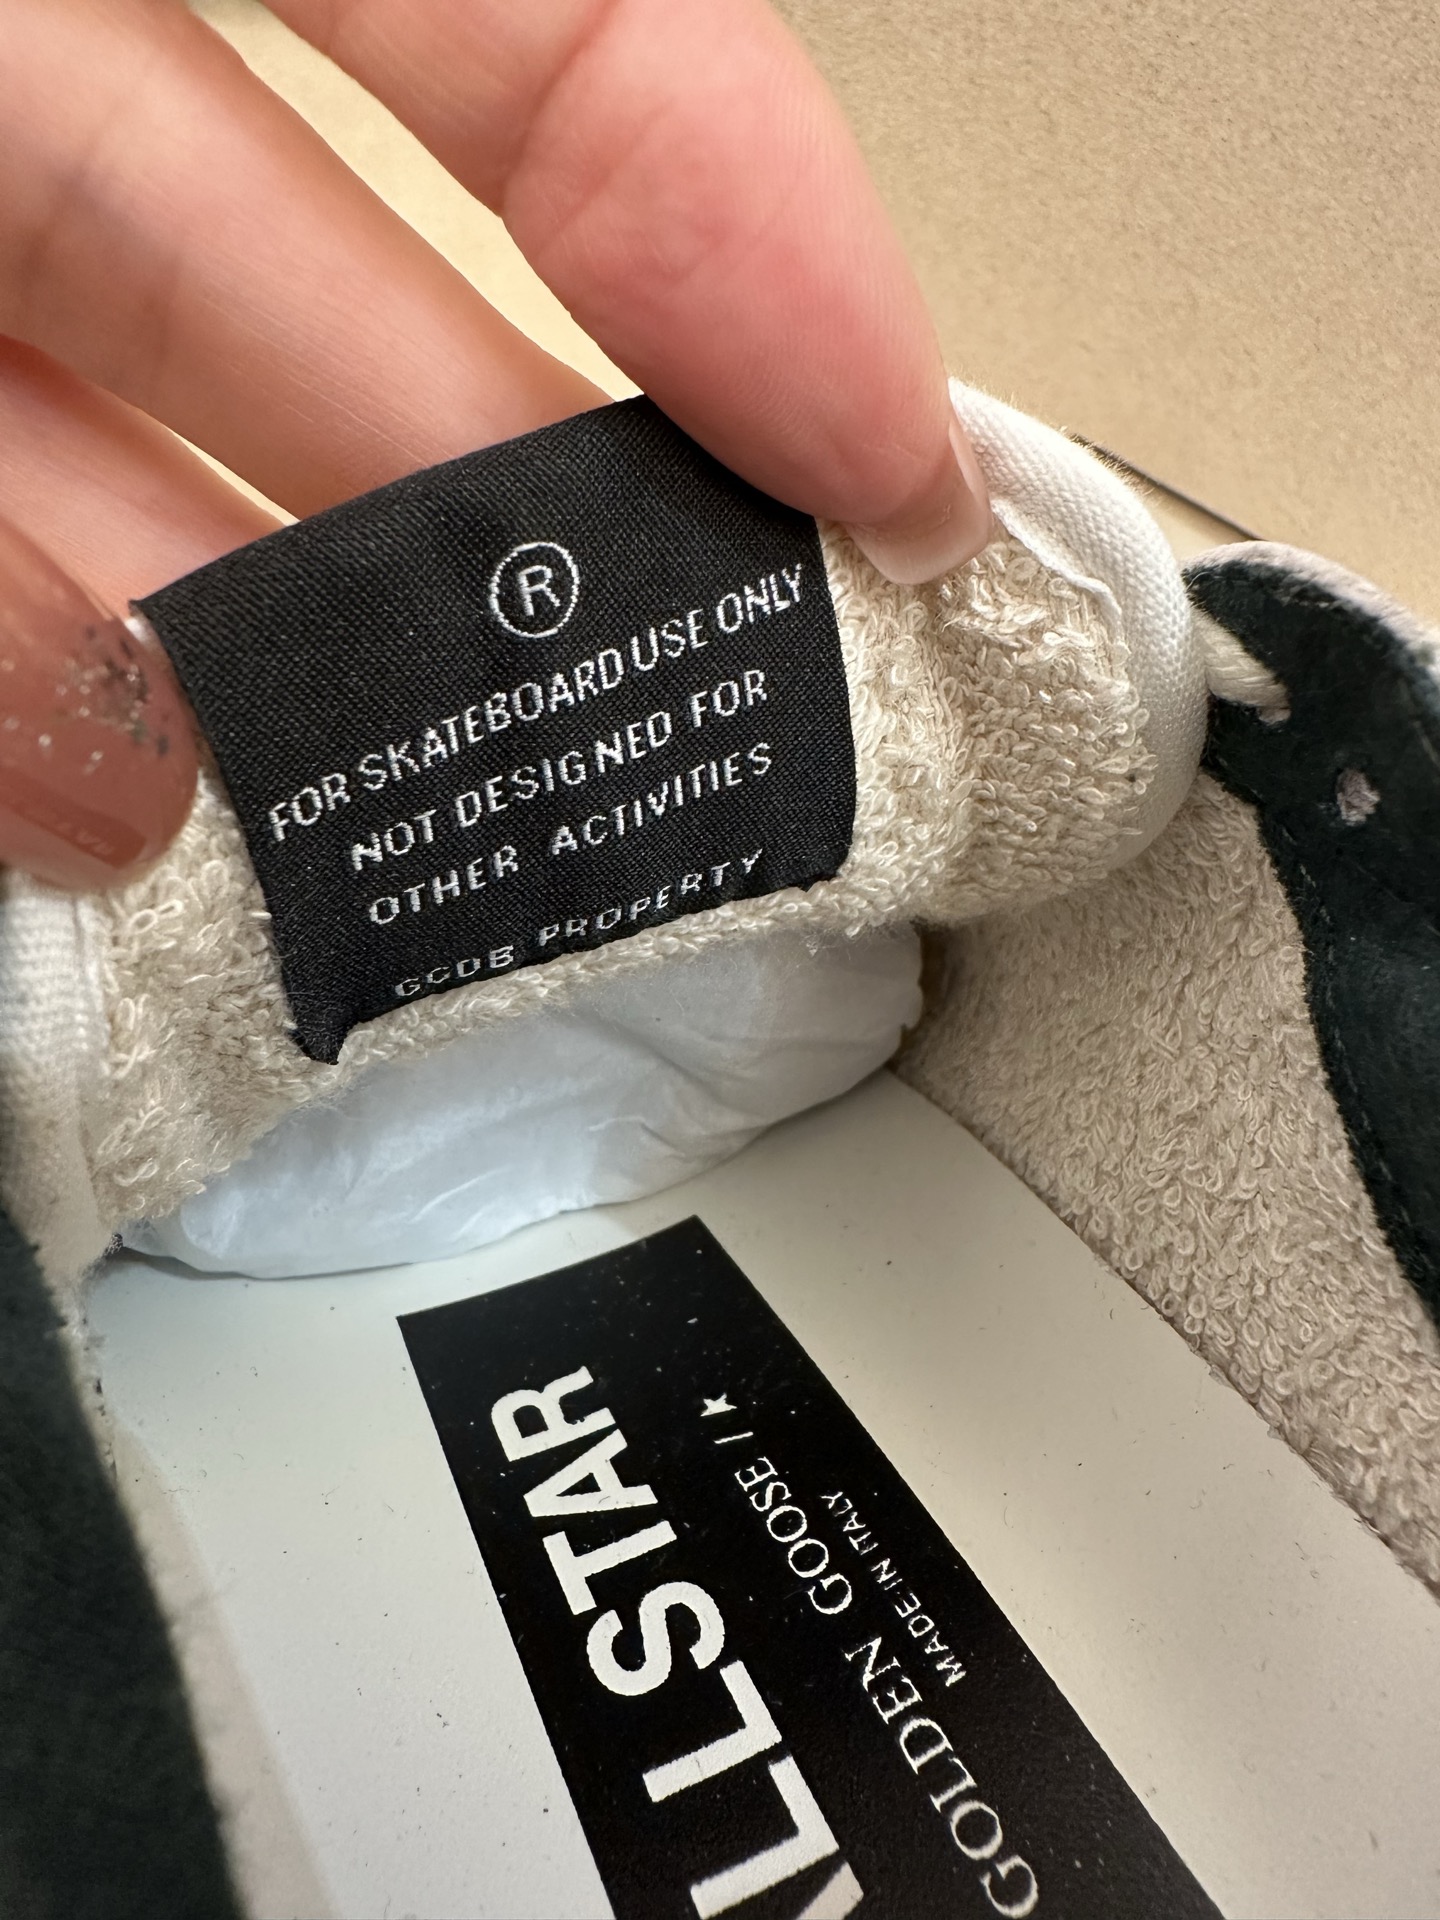 ®
FOR SKATEBOARD USE ONLY
NOT DESIGNED FOR
OTHER ACTIVITIES
GGDB PROPERTY
LLSTAR
GOLDEN GOOSE / ★
MADE IN ITALY